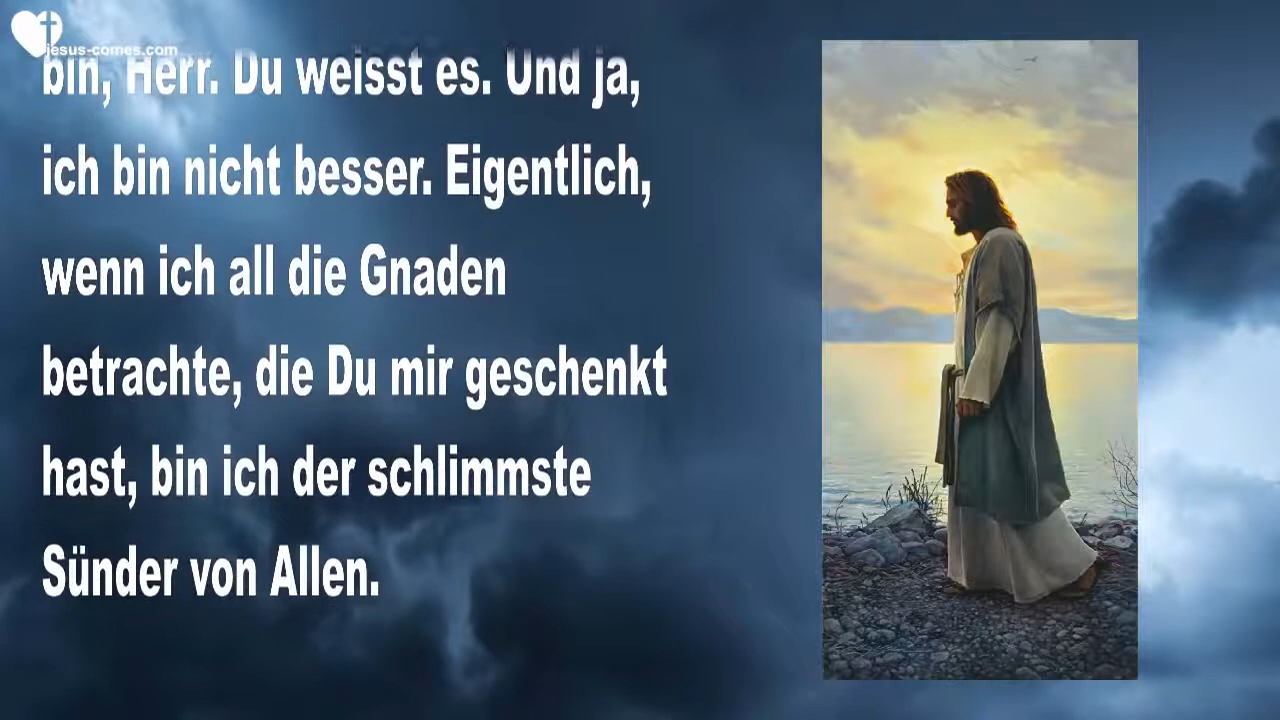 jesus-comes.com
bin, Herr. Du weisst es. Und ja,
ich bin nicht besser. Eigentlich,
wenn ich all die Gnaden
betrachte, die Du mir geschenkt
hast, bin ich der schlimmste
Sünder von Allen.